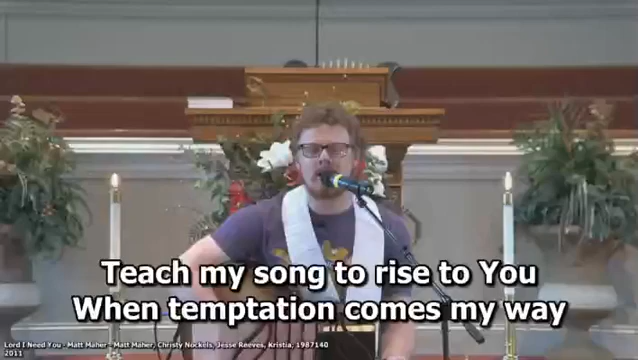 Teach my song to rise to You
When temptation comes my way
Lord I Need You - Matt Maher - Matt Maher, Christy Nockels, Jesse Reeves, Kristia, 1987140
2011